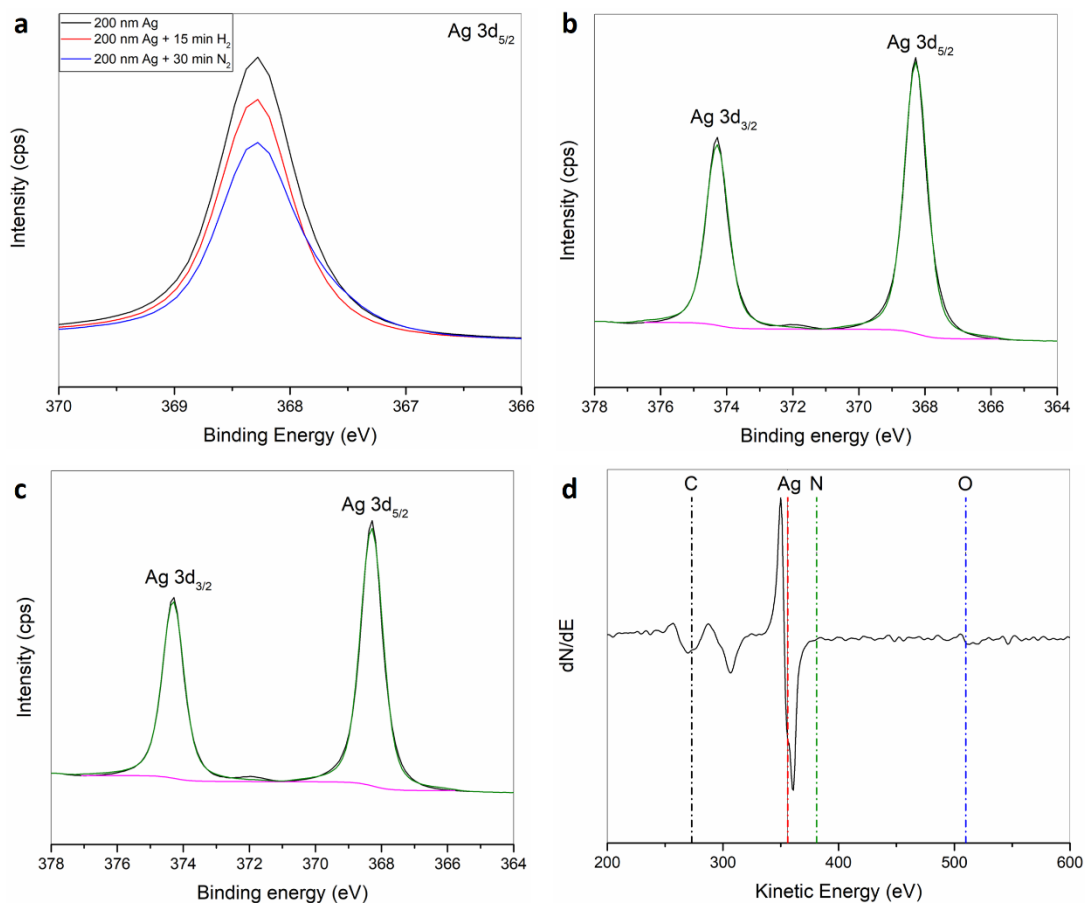 a
200 nm Ag
200 nm Ag + 15 min H₂
200 nm Ag + 30 min N₂
Ag 3d₅/₂
Intensity (cps)
370 369 368 367 366
Binding Energy (eV)
b
Ag 3d₅/₂
Ag 3d₃/₂
Intensity (cps)
378 376 374 372 370 368 366 364
Binding energy (eV)
c
Ag 3d₅/₂
Ag 3d₃/₂
Intensity (cps)
378 376 374 372 370 368 366 364
Binding energy (eV)
d
C Ag N O
dN/dE
200 300 400 500 600
Kinetic Energy (eV)